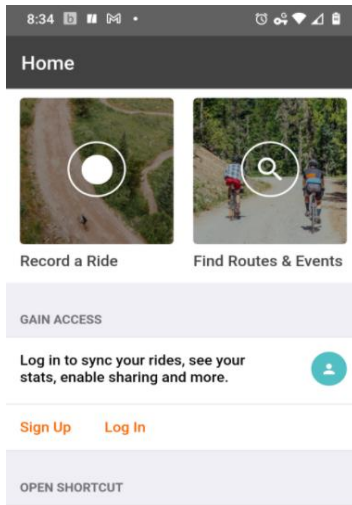 8:34
Home
Record a Ride
Find Routes & Events
GAIN ACCESS
Log in to sync your rides, see your
stats, enable sharing and more.
Sign Up
Log In
OPEN SHORTCUT